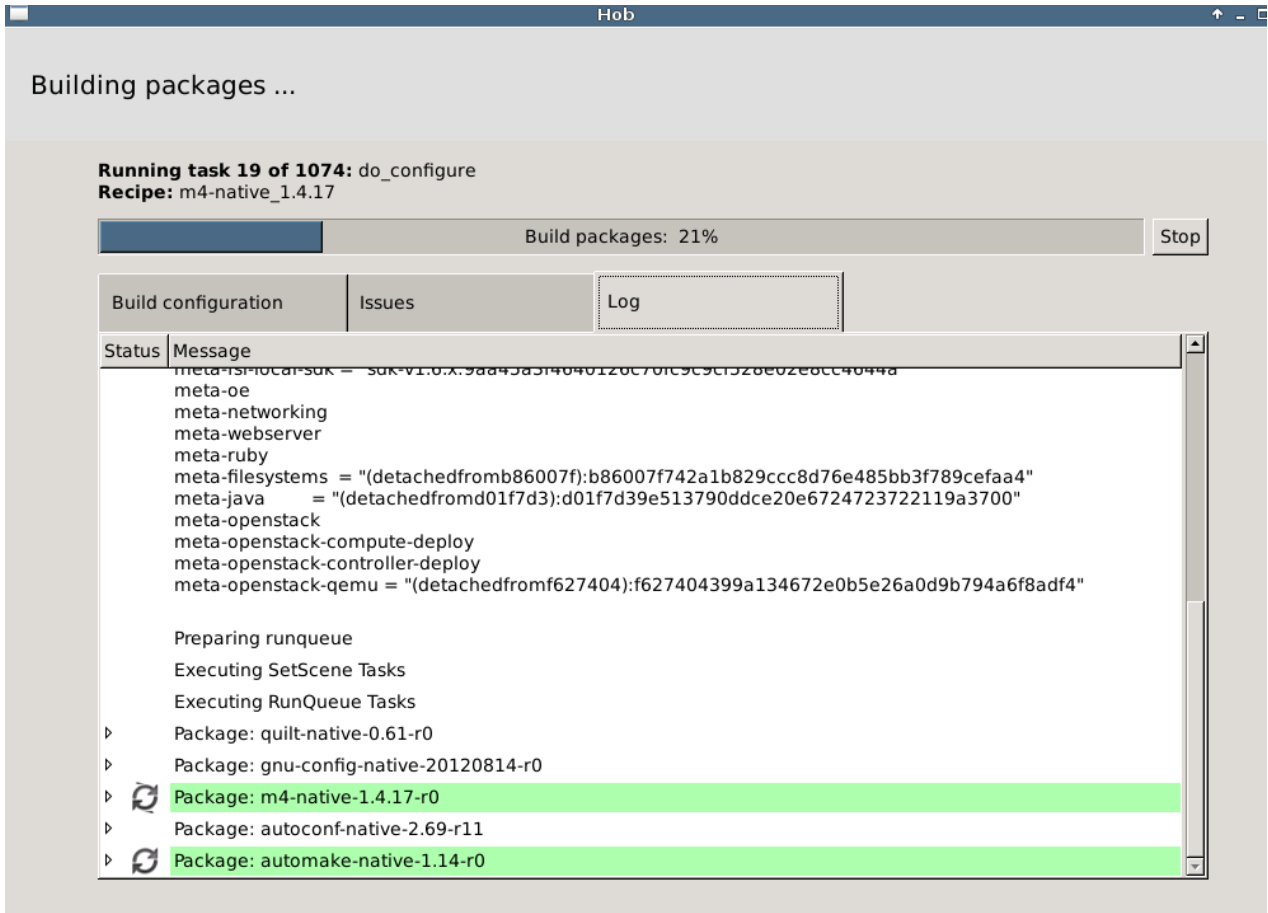 Hob
Building packages ...
Running task 19 of 1074: do_configure
Recipe: m4-native_1.4.17
Build packages: 21%
Stop
Build configuration
Issues
Log
Status Message
meta-oe
meta-networking
meta-webserver
meta-ruby
meta-filesystems = "(detachedfromb86007f):b86007f742a1b829ccc8d76e485bb3f789cefaa4"
meta-java = "(detachedfromd01f7d3):d01f7d39e513790ddce20e6724723722119a3700"
meta-openstack
meta-openstack-compute-deploy
meta-openstack-controller-deploy
meta-openstack-qemu = "(detachedfromf627404):f627404399a134672e0b5e26a0d9b794a6f8adf4"
Preparing runqueue
Executing SetScene Tasks
Executing RunQueue Tasks
Package: quilt-native-0.61-r0
Package: gnu-config-native-20120814-r0
Package: m4-native-1.4.17-r0
Package: autoconf-native-2.69-r11
Package: automake-native-1.14-r0